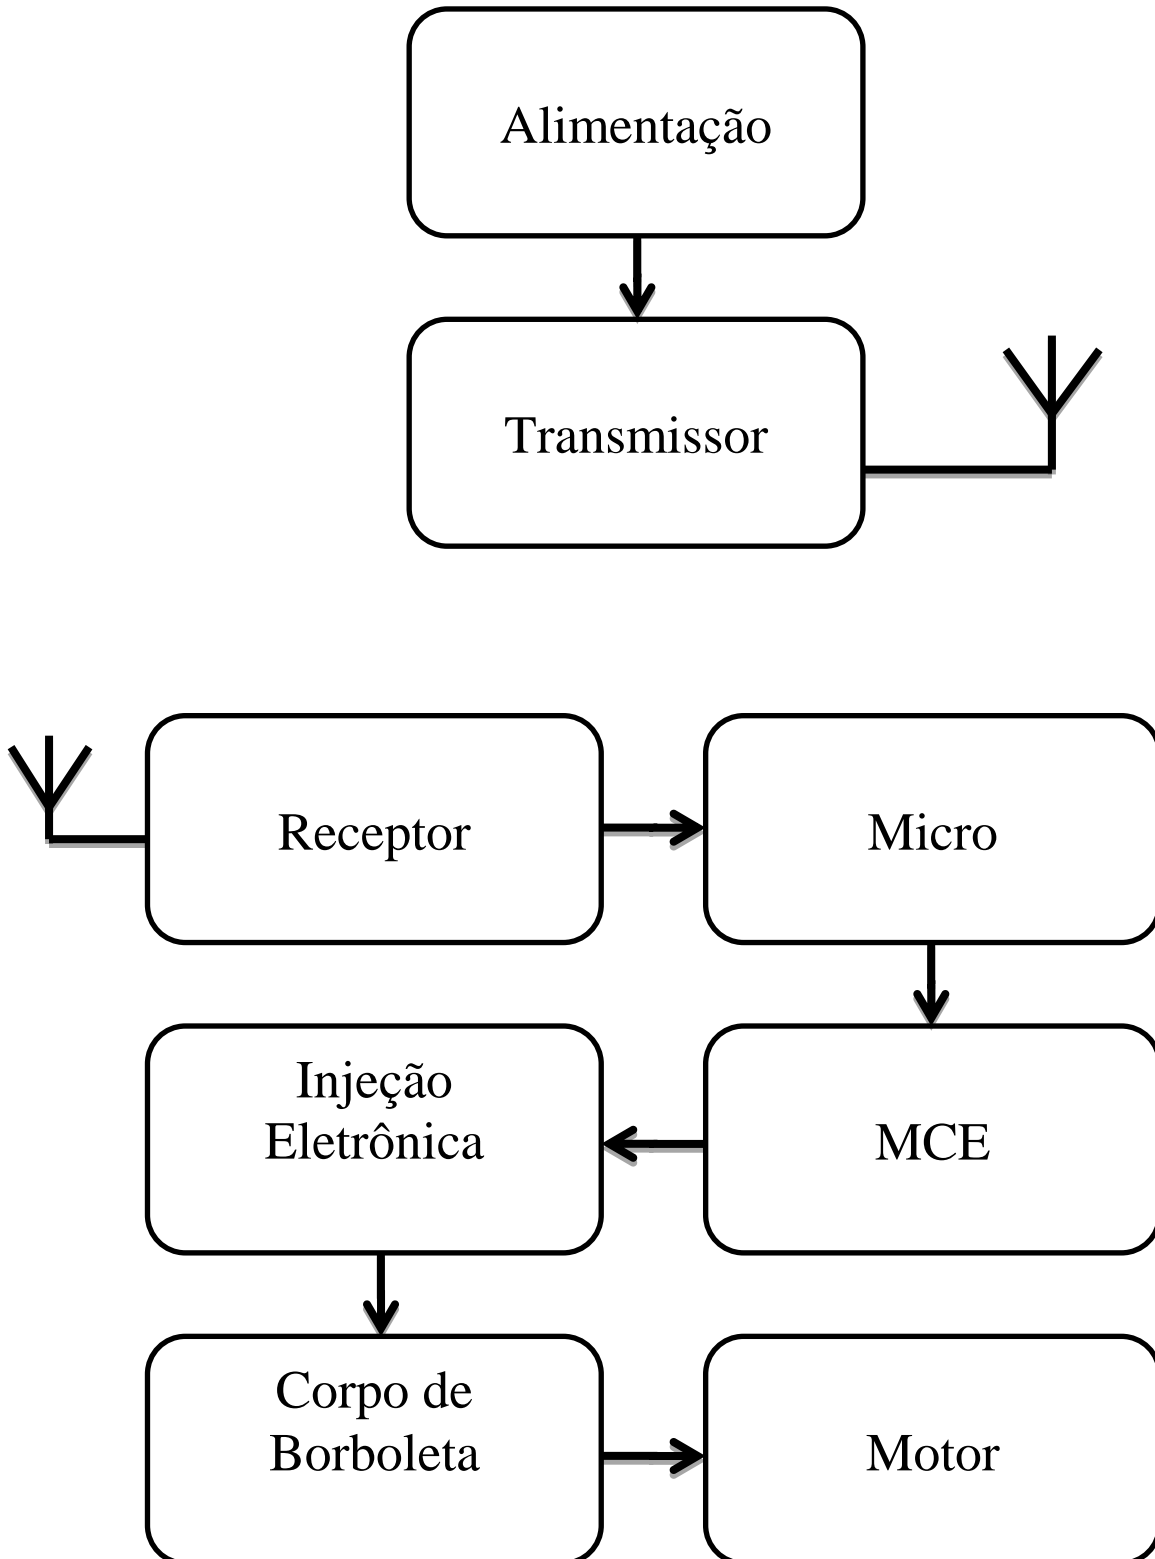 Alimentação
Transmissor
Receptor
Micro
Injeção
Eletrônica
MCE
Corpo de
Borboleta
Motor